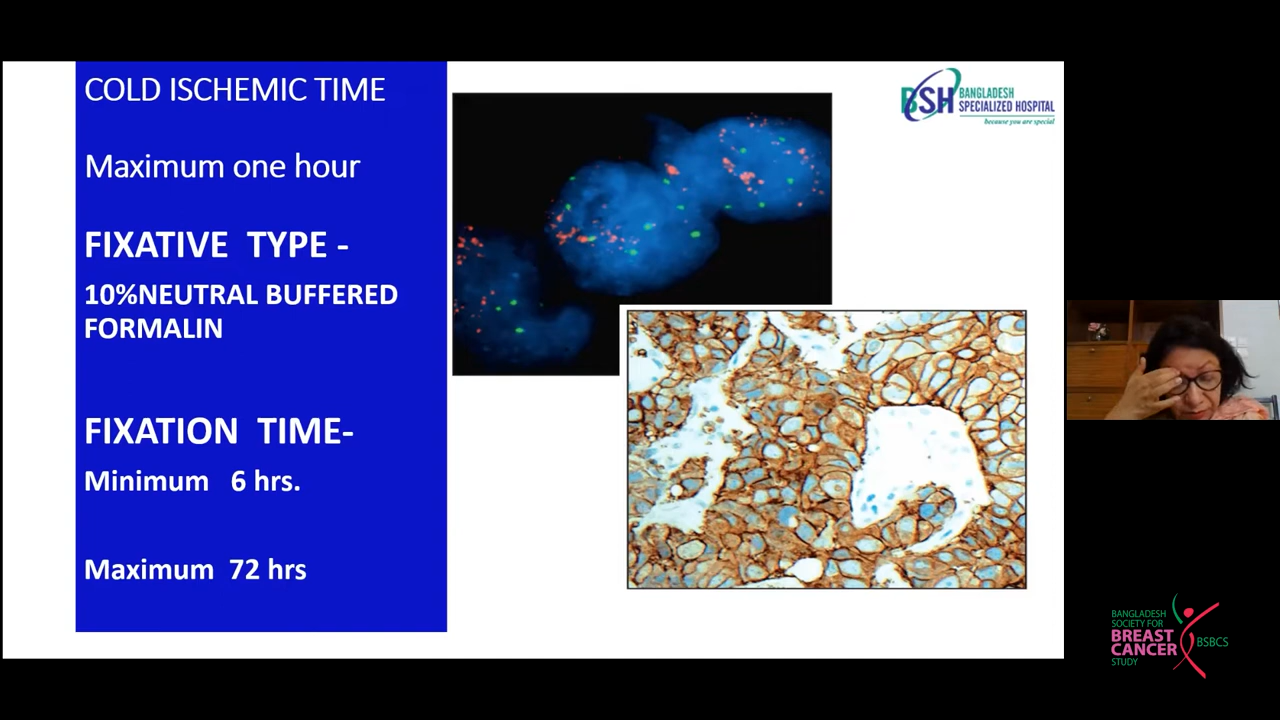 COLD ISCHEMIC TIME
Maximum one hour
FIXATIVE TYPE -
10%NEUTRAL BUFFERED
FORMALIN
FIXATION TIME-
Minimum 6 hrs.
Maximum 72 hrs
BSH BANGLADESH
SPECIALIZED HOSPITAL
because you are special
BANGLADESH
SOCIETY FOR
BREAST
CANCER
STUDY
BSBCS